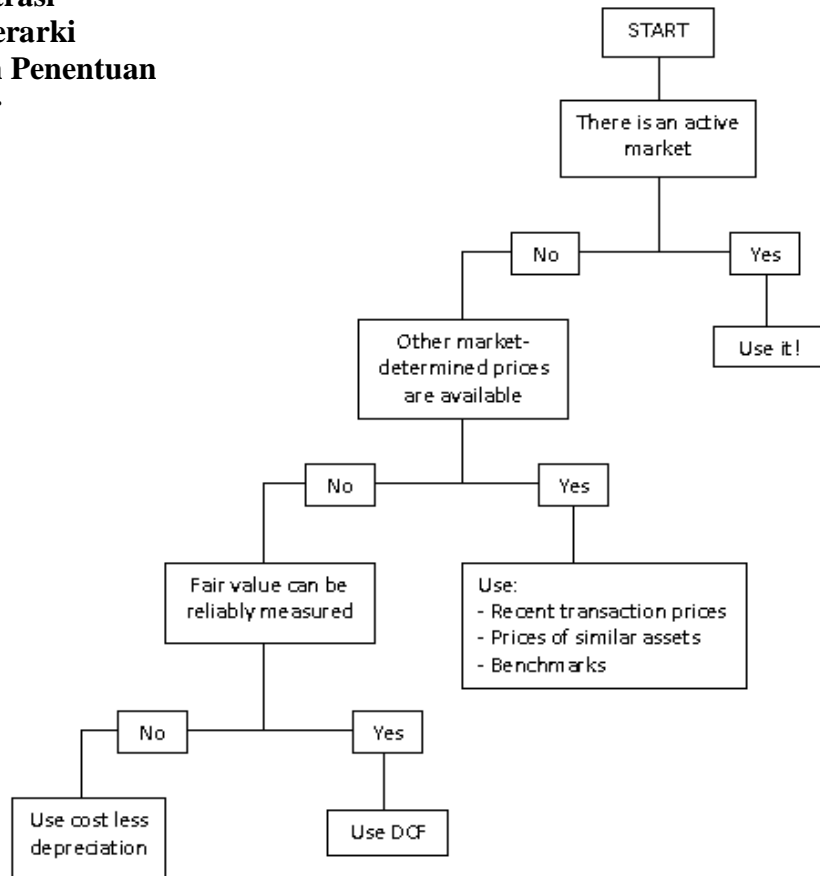 Penentuan
START
There is an active
market
No
Yes
Use it!
Other market-
determined prices
are available
No
Yes
Use:
- Recent transaction prices
- Prices of similar assets
- Benchmarks
Fair value can be
reliably measured
No
Yes
Use cost less
depreciation
Use DCF